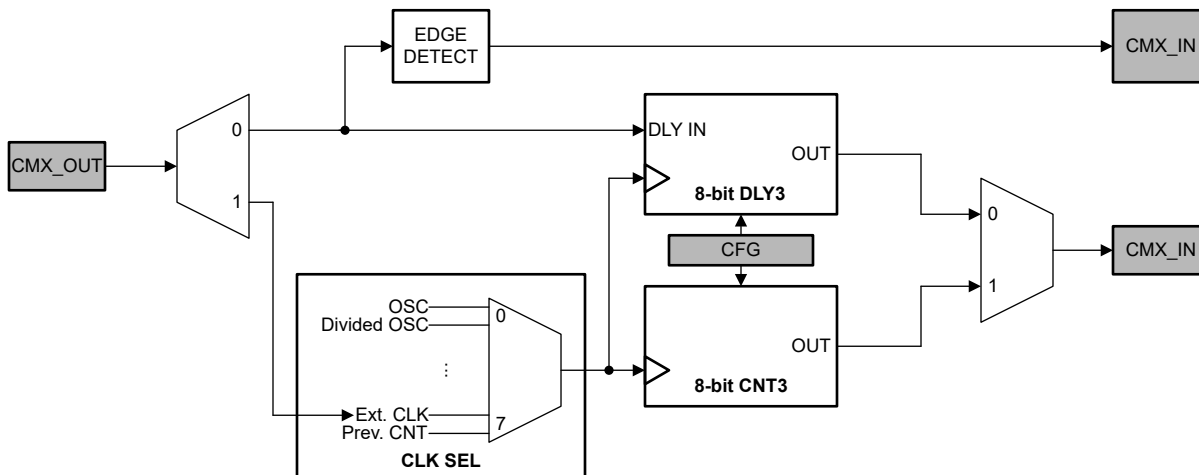 EDGE
DETECT
CMX_IN
CMX_OUT
0
1
DLY IN
OUT
8-bit DLY3
CFG
0
1
CMX_IN
OSC
Divided OSC
0
⋮
Ext. CLK
Prev. CNT
7
CLK SEL
OUT
8-bit CNT3